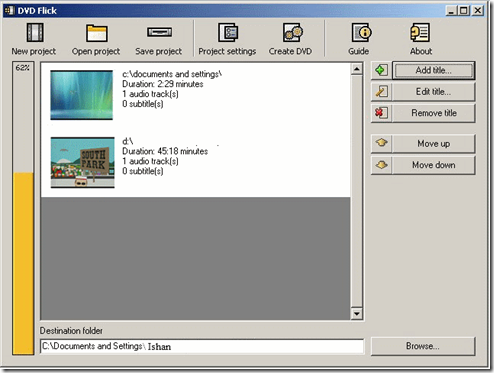 DVD Flick
New project
Open project
Save project
Project settings
Create DVD
Guide
About
62%
c:\documents and settings\
Duration: 2:29 minutes
1 audio track(s)
0 subtitle(s)
d:\
Duration: 45:18 minutes
1 audio track(s)
0 subtitle(s)
SOUTH
PARK
Add title...
Edit title...
Remove title
Move up
Move down
Destination folder
C:\Documents and Settings\ Ishan
Browse...